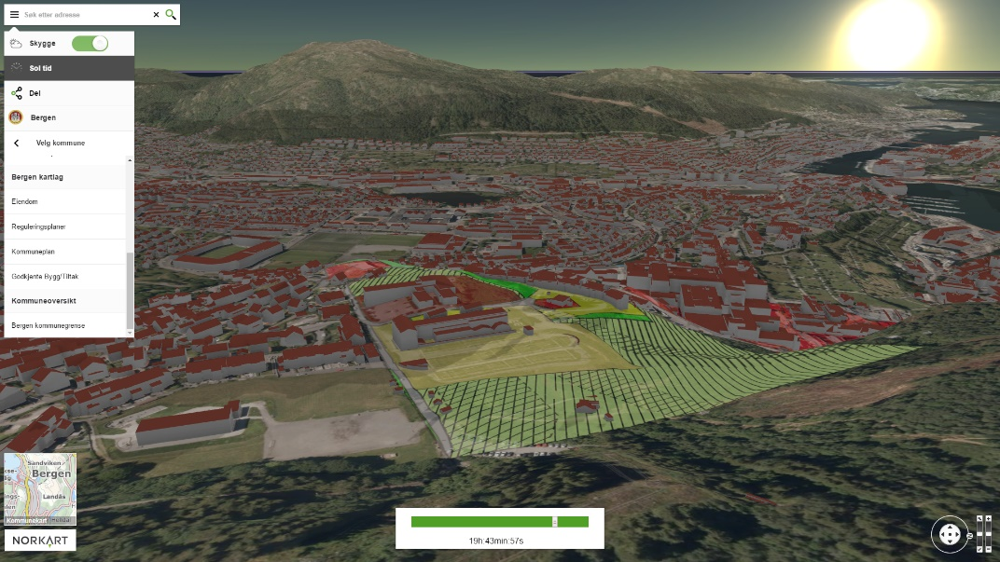 Søk etter adresse
Skygge
Sol tid
Del
Bergen
Velg kommune
Bergen kartlag
Eiendom
Reguleringsplaner
Kommuneplan
Godkjente Bygg/Tiltak
Kommuneoversikt
Bergen kommunegrense
Sandviken
Bergen
Landås
Kommunekart
NORKART
19h:43min:57s